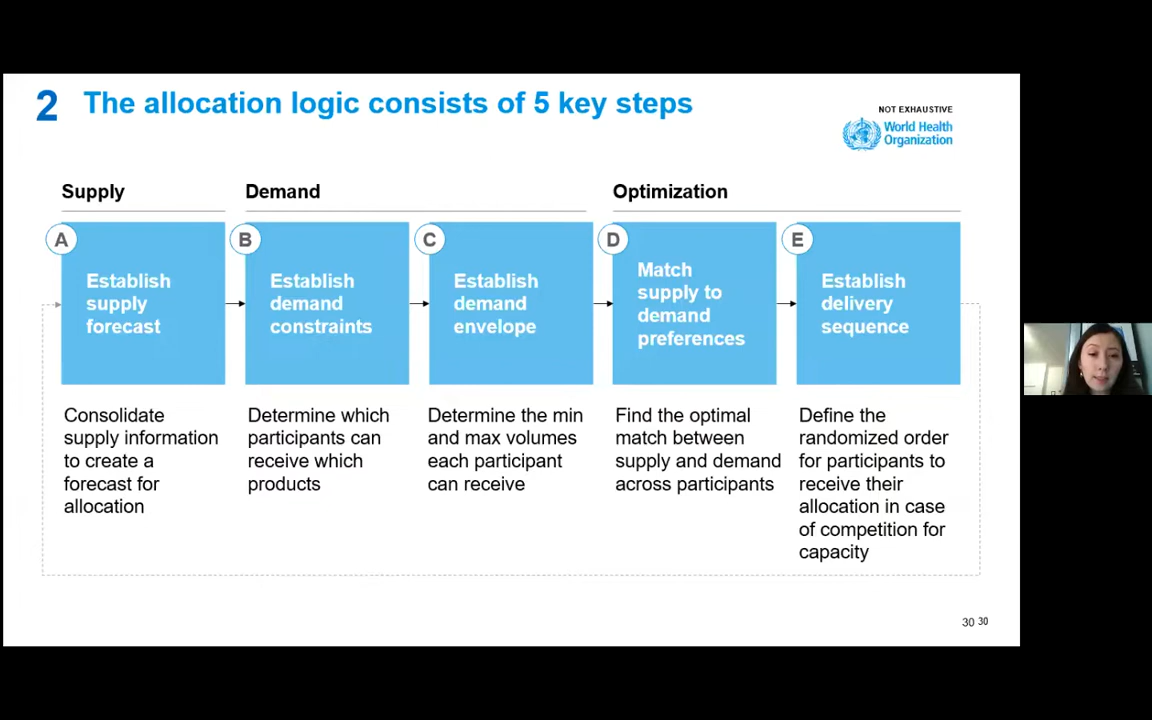 2 The allocation logic consists of 5 key steps
NOT EXHAUSTIVE
World Health
Organization
Supply
Demand
Optimization
A
Establish
supply
forecast
B
Establish
demand
constraints
C
Establish
demand
envelope
D
Match
supply to
demand
preferences
E
Establish
delivery
sequence
Consolidate
supply information
to create a
forecast for
allocation
Determine which
participants can
receive which
products
Determine the min
and max volumes
each participant
can receive
Find the optimal
match between
supply and demand
across participants
Define the
randomized order
for participants to
receive their
allocation in case
of competition for
capacity
30 30